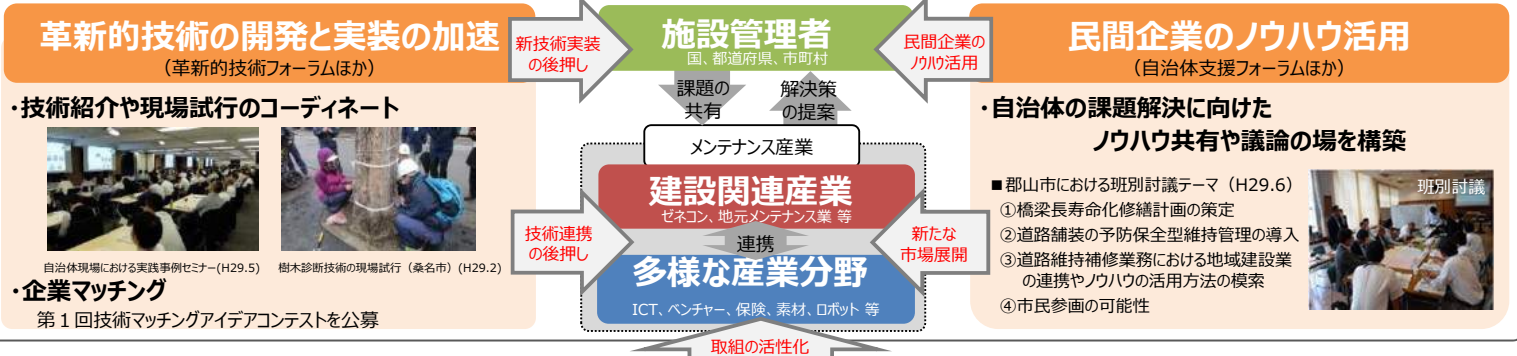 革新的技術の開発と実装の加速
(革新的技術フォーラムほか)
・技術紹介や現場試行のコーディネート
自治体現場における実践事例セミナー(H29.5)
樹木診断技術の現場試行（桑名市）(H29.2)
・企業マッチング
第１回技術マッチングアイデアコンテストを公募
新技術実装
の後押し
施設管理者
国、都道府県、市町村
民間企業の
ノウハウ活用
課題の
共有
解決策
の提案
メンテナンス産業
建設関連産業
ゼネコン、地元メンテナンス業 等
技術連携
の後押し
連携
新たな
市場展開
多様な産業分野
ICT、ベンチャー、保険、素材、ロボット 等
取組の活性化
民間企業のノウハウ活用
(自治体支援フォーラムほか)
・自治体の課題解決に向けた
ノウハウ共有や議論の場を構築
■郡山市における班別討議テーマ（H29.6）
①橋梁長寿命化修繕計画の策定
②道路舗装の予防保全型維持管理の導入
③道路維持補修業務における地域建設業
の連携やノウハウの活用方法の模索
④市民参画の可能性
班別討議